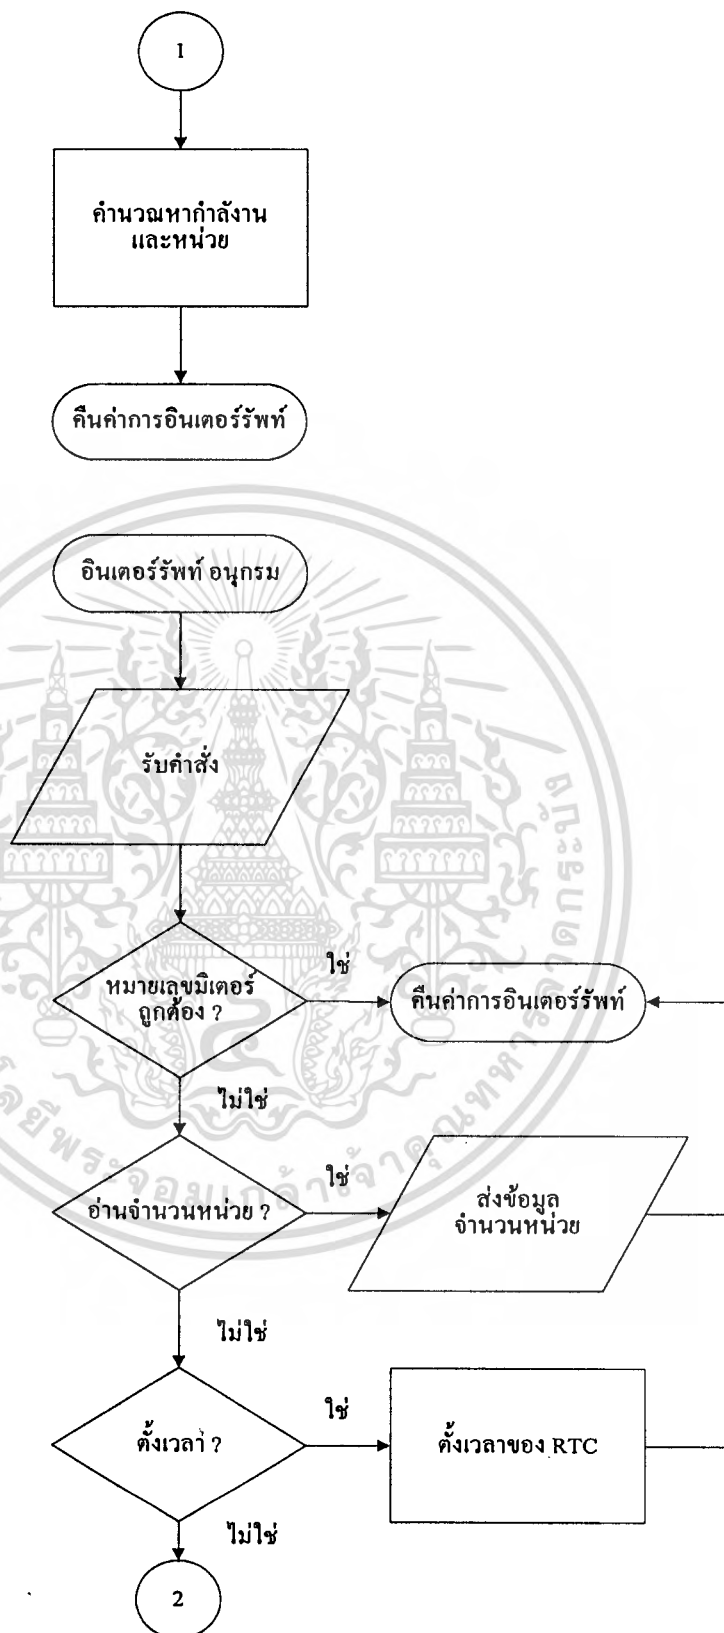 1
คำนวณหากำลังงาน
และหน่วย
คืนค่าการอินเตอร์รัพท์
อินเตอร์รัพท์ อนุกรม
รับคำสั่ง
หมายเลขมิเตอร์
ถูกต้อง ?
ใช่
คืนค่าการอินเตอร์รัพท์
ไม่ใช่
อ่านจำนวนหน่วย ?
ใช่
ส่งข้อมูล
จำนวนหน่วย
ไม่ใช่
ตั้งเวลา ?
ใช่
ตั้งเวลาของ RTC
ไม่ใช่
2